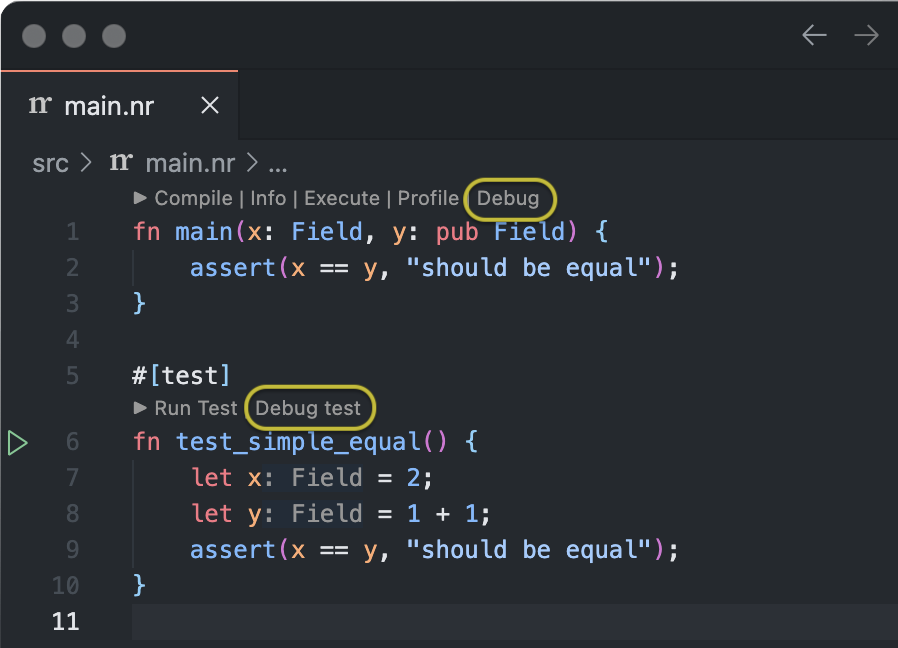 nr main.nr ×
src > nr main.nr > ...
▶ Compile | Info | Execute | Profile | Debug
1 fn main(x: Field, y: pub Field) {
2 assert(x == y, "should be equal");
3 }
4
5 #[test]
▶ Run Test | Debug test
6 fn test_simple_equal() {
7 let x: Field = 2;
8 let y: Field = 1 + 1;
9 assert(x == y, "should be equal");
10 }
11